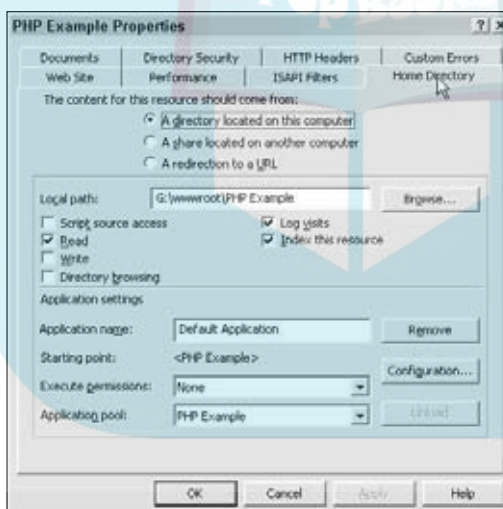 PHP Example Properties
Documents
Directory Security
HTTP Headers
Custom Errors
Web Site
Performance
ISAPI Filters
Home Directory
The content for this resource should come from:
A directory located on this computer
A share located on another computer
A redirection to a URL
Local path:
G:\wwwroot\PHP Example
Browse...
Script source access
Log visits
Read
Index this resource
Write
Directory browsing
Application settings
Application name:
Default Application
Remove
Starting point:
<PHP Example>
Configuration...
Execute permissions:
None
Application pool:
PHP Example
Unload
OK
Cancel
Apply
Help